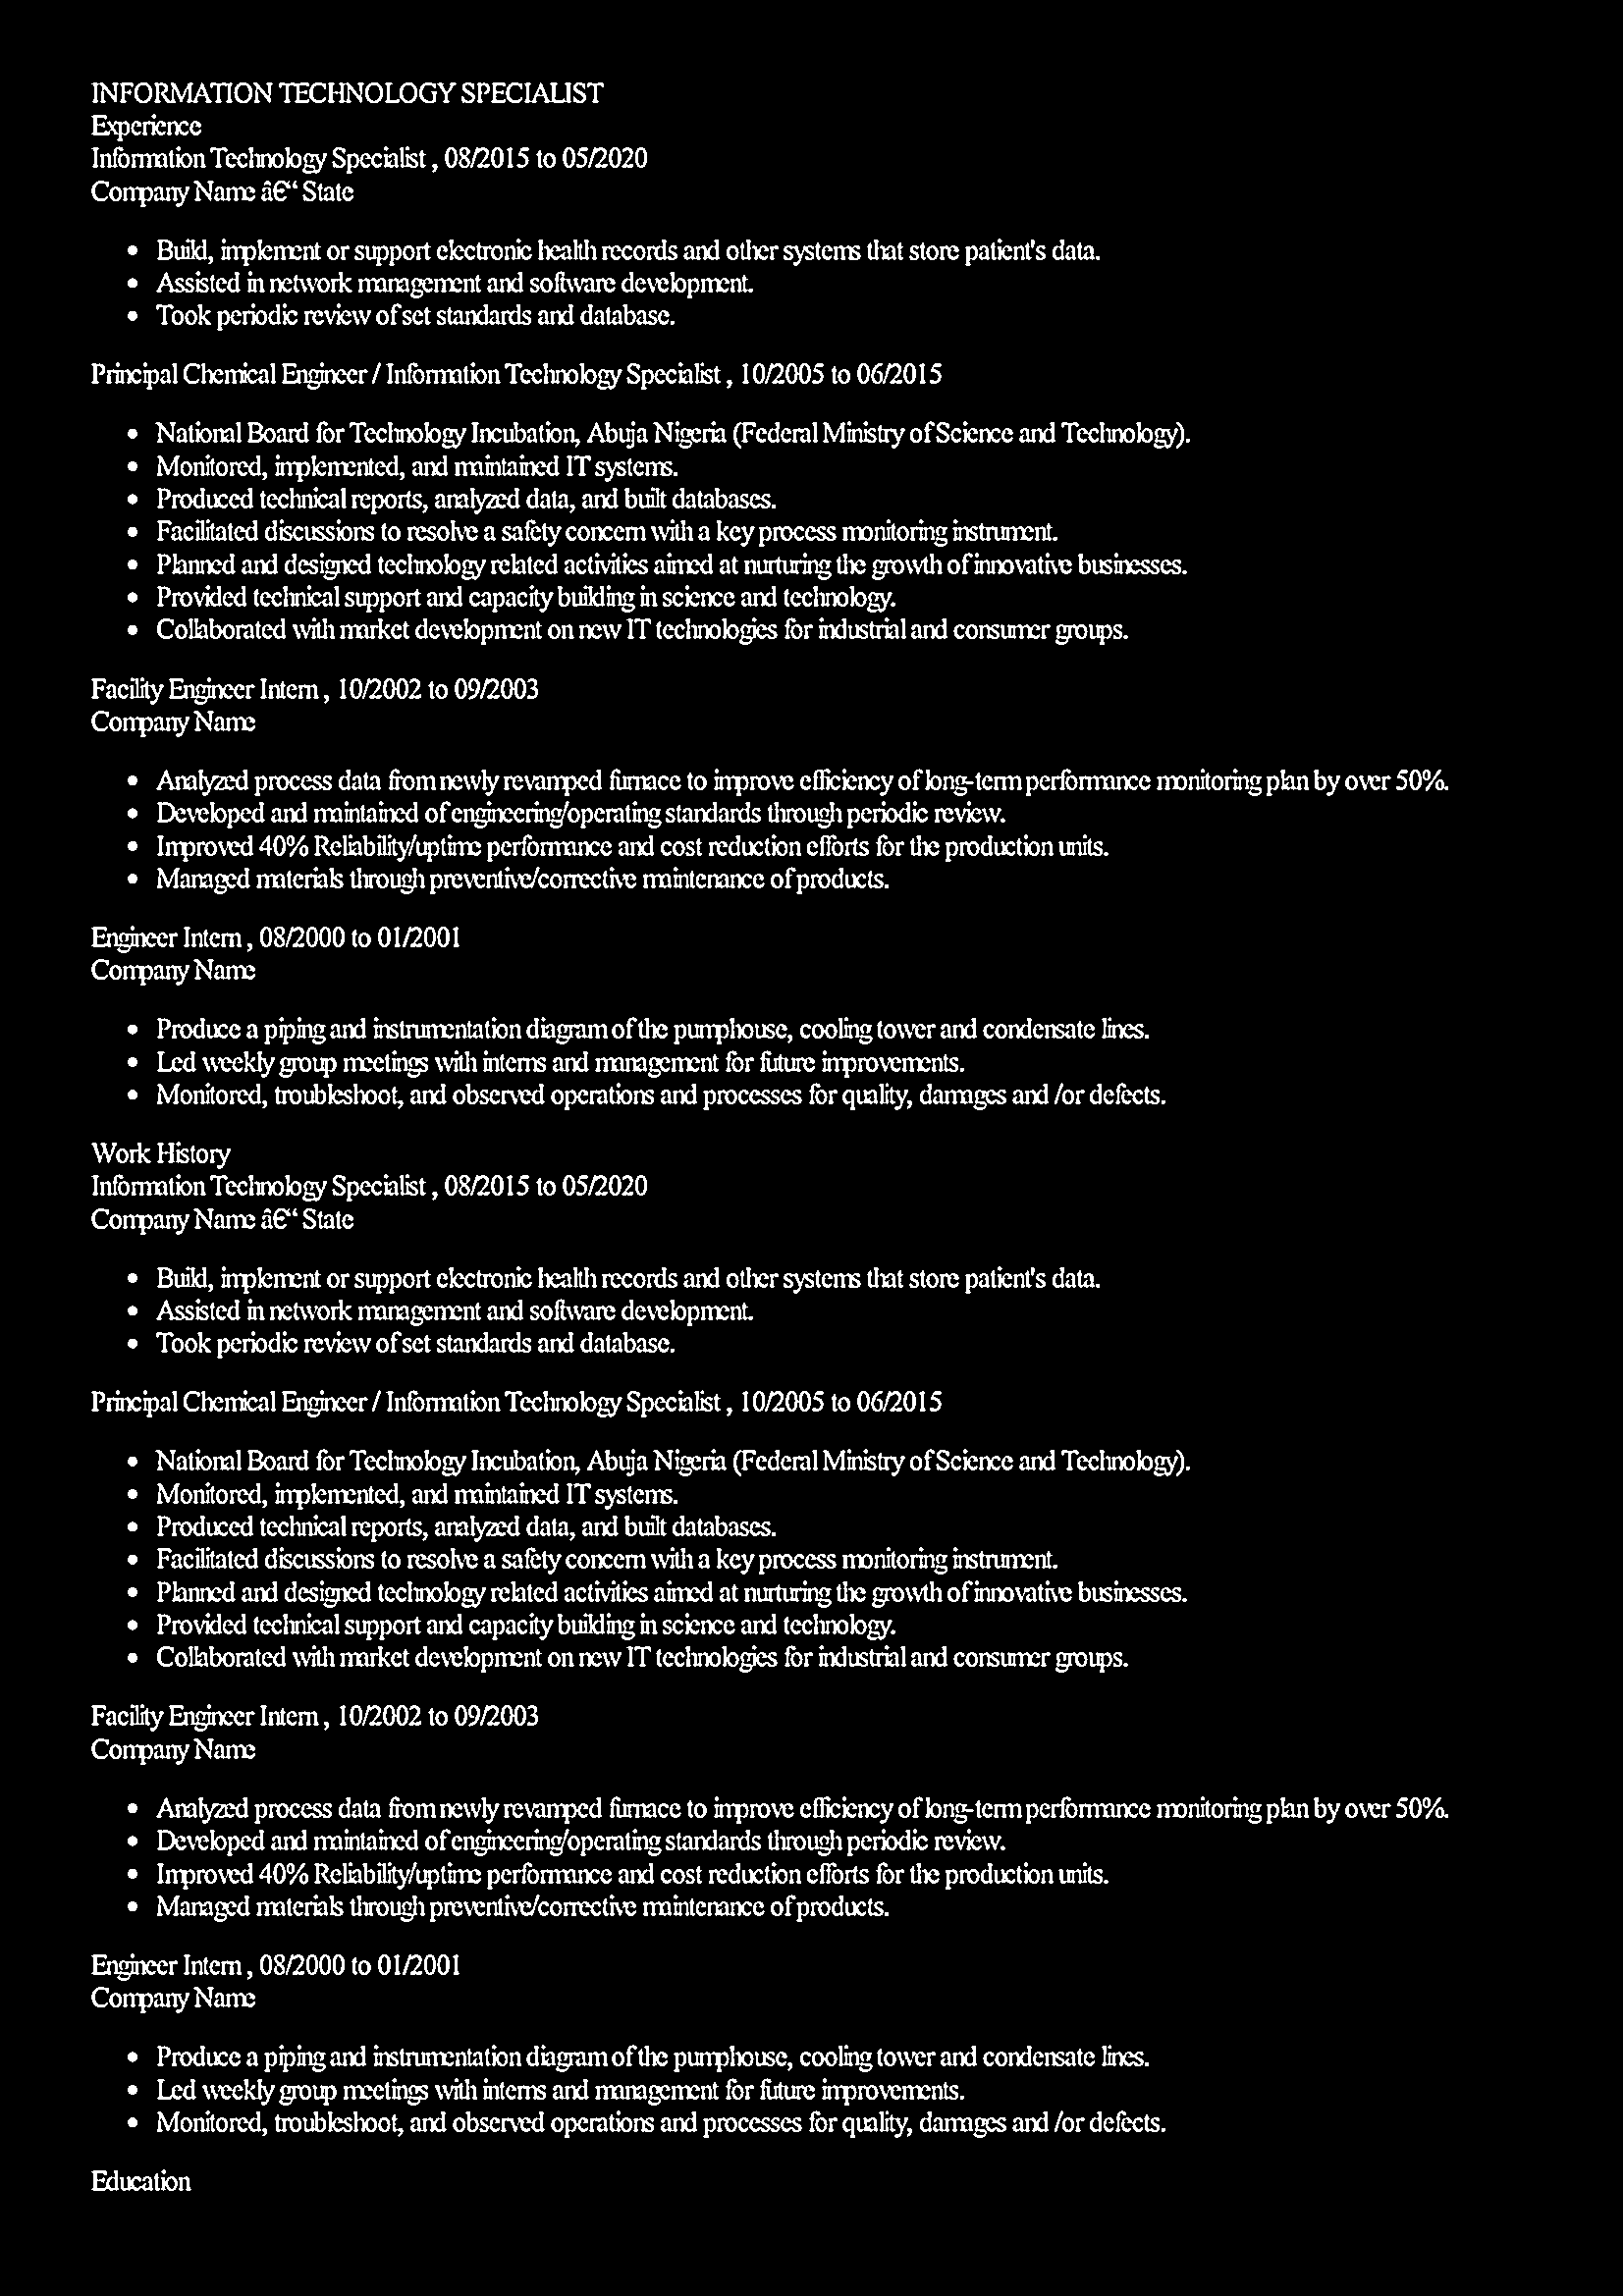 INFORMATION TECHNOLOGY SPECIALIST
Experience
Information Technology Specialist , 08/2015 to 05/2020
Company Name â€“ State
• Build, implement or support electronic health records and other systems that store patient's data.
• Assisted in network management and software development.
• Took periodic review of set standards and database.
Principal Chemical Engineer / Information Technology Specialist , 10/2005 to 06/2015
• National Board for Technology Incubation, Abuja Nigeria (Federal Ministry of Science and Technology).
• Monitored, implemented, and maintained IT systems.
• Produced technical reports, analyzed data, and built databases.
• Facilitated discussions to resolve a safety concern with a key process monitoring instrument.
• Planned and designed technology related activities aimed at nurturing the growth of innovative businesses.
• Provided technical support and capacity building in science and technology.
• Collaborated with market development on new IT technologies for industrial and consumer groups.
Facility Engineer Intern , 10/2002 to 09/2003
Company Name
• Analyzed process data from newly revamped furnace to improve efficiency of long-term performance monitoring plan by over 50%.
• Developed and maintained of engineering/operating standards through periodic review.
• Improved 40% Reliability/uptime performance and cost reduction efforts for the production units.
• Managed materials through preventive/corrective maintenance of products.
Engineer Intern , 08/2000 to 01/2001
Company Name
• Produce a piping and instrumentation diagram of the pumphouse, cooling tower and condensate lines.
• Led weekly group meetings with interns and management for future improvements.
• Monitored, troubleshoot, and observed operations and processes for quality, damages and /or defects.
Work History
Information Technology Specialist , 08/2015 to 05/2020
Company Name â€“ State
• Build, implement or support electronic health records and other systems that store patient's data.
• Assisted in network management and software development.
• Took periodic review of set standards and database.
Principal Chemical Engineer / Information Technology Specialist , 10/2005 to 06/2015
• National Board for Technology Incubation, Abuja Nigeria (Federal Ministry of Science and Technology).
• Monitored, implemented, and maintained IT systems.
• Produced technical reports, analyzed data, and built databases.
• Facilitated discussions to resolve a safety concern with a key process monitoring instrument.
• Planned and designed technology related activities aimed at nurturing the growth of innovative businesses.
• Provided technical support and capacity building in science and technology.
• Collaborated with market development on new IT technologies for industrial and consumer groups.
Facility Engineer Intern , 10/2002 to 09/2003
Company Name
• Analyzed process data from newly revamped furnace to improve efficiency of long-term performance monitoring plan by over 50%.
• Developed and maintained of engineering/operating standards through periodic review.
• Improved 40% Reliability/uptime performance and cost reduction efforts for the production units.
• Managed materials through preventive/corrective maintenance of products.
Engineer Intern , 08/2000 to 01/2001
Company Name
• Produce a piping and instrumentation diagram of the pumphouse, cooling tower and condensate lines.
• Led weekly group meetings with interns and management for future improvements.
• Monitored, troubleshoot, and observed operations and processes for quality, damages and /or defects.
Education